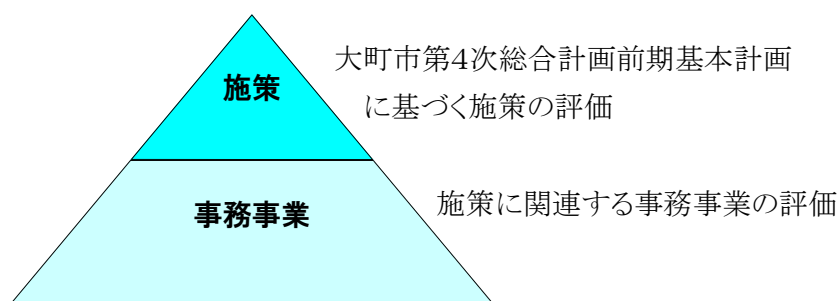 大町市第4次総合計画前期基本計画
施策
に基づく施策の評価
事務事業
施策に関連する事務事業の評価